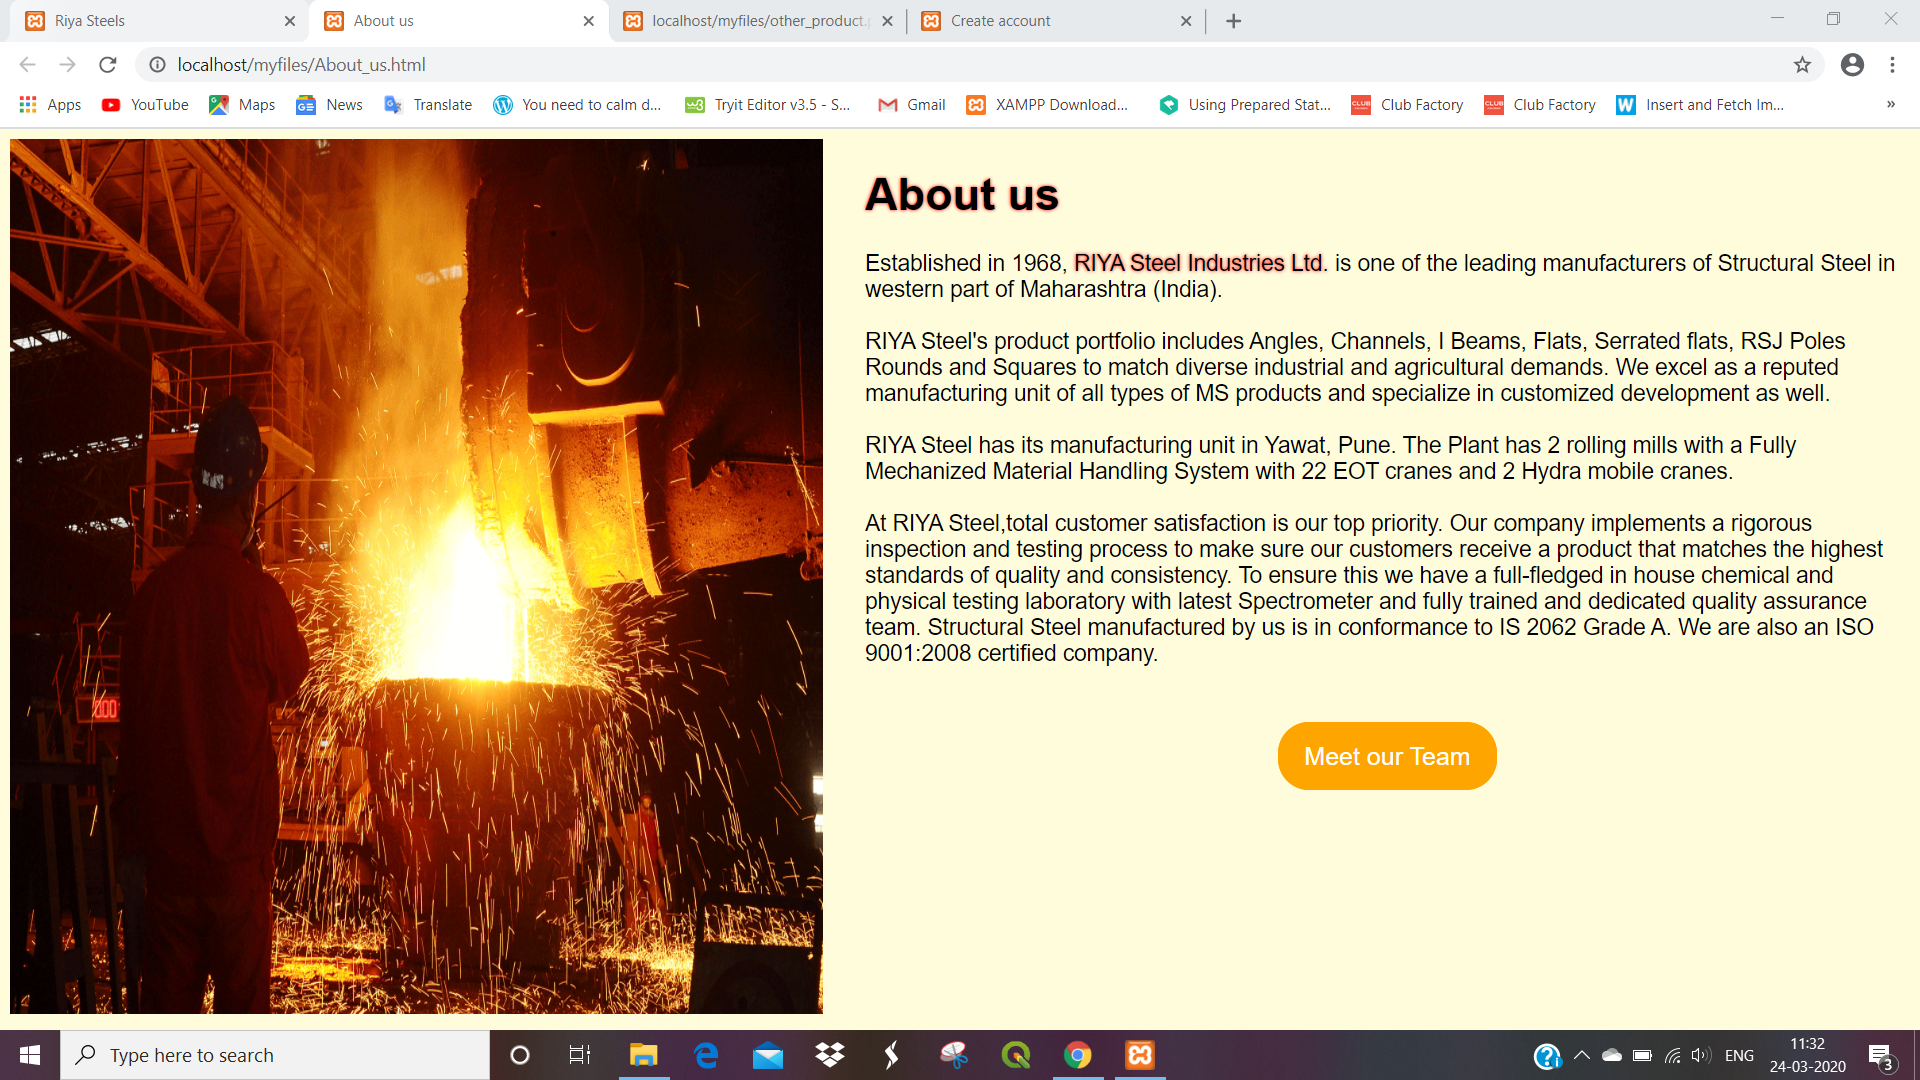 Riya Steels
About us
localhost/myfiles/other_product.p
Create account
localhost/myfiles/About_us.html
Apps
YouTube
Maps
News
Translate
You need to calm d...
Tryit Editor v3.5 - S...
Gmail
XAMPP Download...
Using Prepared Stat...
Club Factory
Club Factory
Insert and Fetch Im...
»
About us
Established in 1968, RIYA Steel Industries Ltd. is one of the leading manufacturers of Structural Steel in
western part of Maharashtra (India).
RIYA Steel's product portfolio includes Angles, Channels, I Beams, Flats, Serrated flats, RSJ Poles
Rounds and Squares to match diverse industrial and agricultural demands. We excel as a reputed
manufacturing unit of all types of MS products and specialize in customized development as well.
RIYA Steel has its manufacturing unit in Yawat, Pune. The Plant has 2 rolling mills with a Fully
Mechanized Material Handling System with 22 EOT cranes and 2 Hydra mobile cranes.
At RIYA Steel,total customer satisfaction is our top priority. Our company implements a rigorous
inspection and testing process to make sure our customers receive a product that matches the highest
standards of quality and consistency. To ensure this we have a full-fledged in house chemical and
physical testing laboratory with latest Spectrometer and fully trained and dedicated quality assurance
team. Structural Steel manufactured by us is in conformance to IS 2062 Grade A. We are also an ISO
9001:2008 certified company.
Meet our Team
Type here to search
ENG
11:32
24-03-2020
3